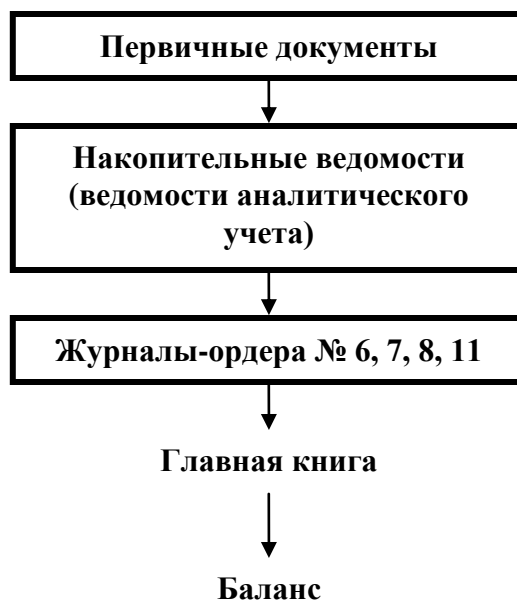 Первичные документы
Накопительные ведомости
(ведомости аналитического
учета)
Журналы-ордера № 6, 7, 8, 11
Главная книга
Баланс